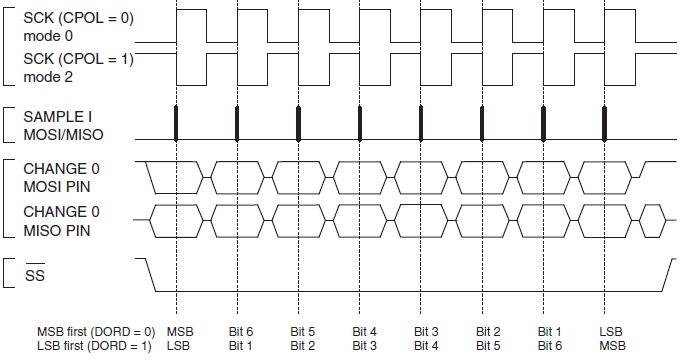 SCK (CPOL = 0)
mode 0
SCK (CPOL = 1)
mode 2
SAMPLE I
MOSI/MISO
CHANGE 0
MOSI PIN
CHANGE 0
MISO PIN
SS
MSB first (DORD = 0) MSB Bit 6 Bit 5 Bit 4 Bit 3 Bit 2 Bit 1 LSB
LSB first (DORD = 1) LSB Bit 1 Bit 2 Bit 3 Bit 4 Bit 5 Bit 6 MSB